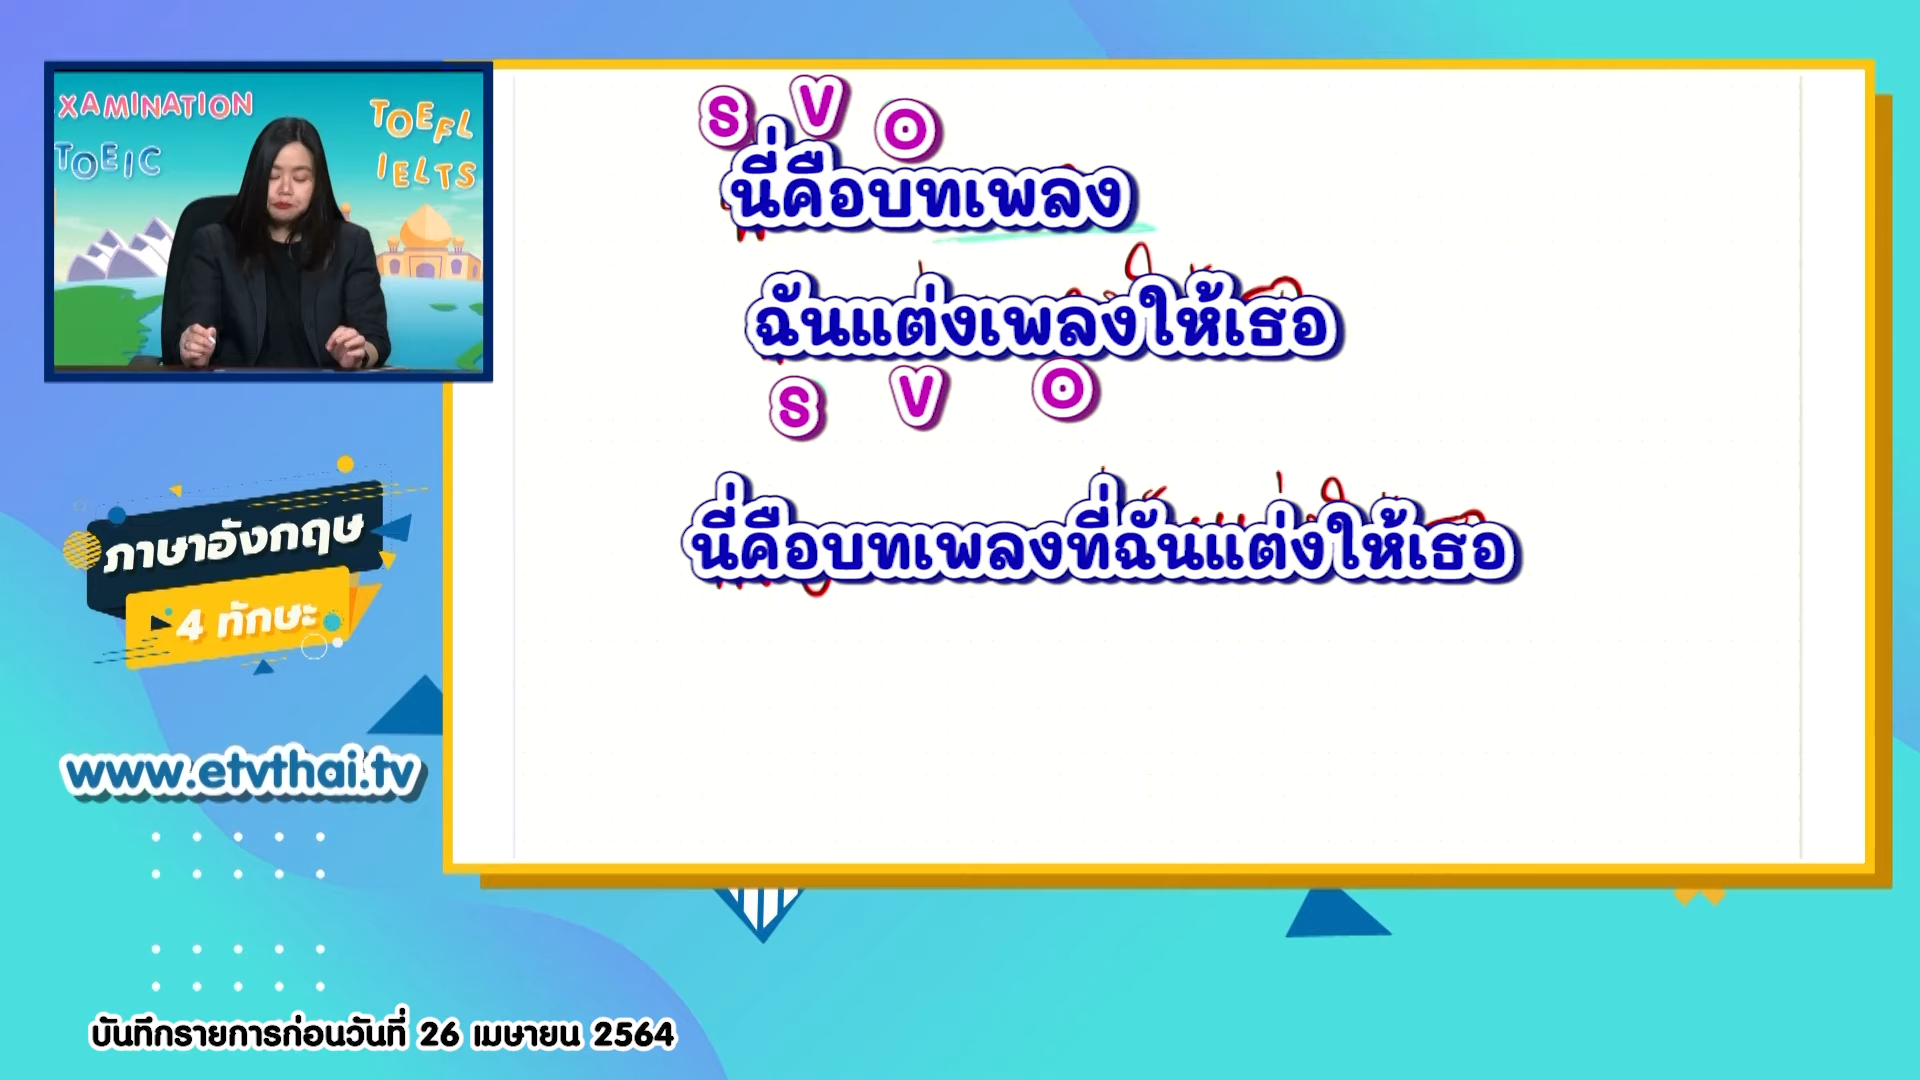 XAMINATION
TOEIC
TOEFL
IELTS
S V O
นี่คือบทเพลง
ฉันแต่งเพลงให้เธอ
S V O
นี่คือบทเพลงที่ฉันแต่งให้เธอ
ภาษาอังกฤษ
4 ทักษะ
www.etvthai.tv
บันทึกรายการก่อนวันที่ 26 เมษายน 2564